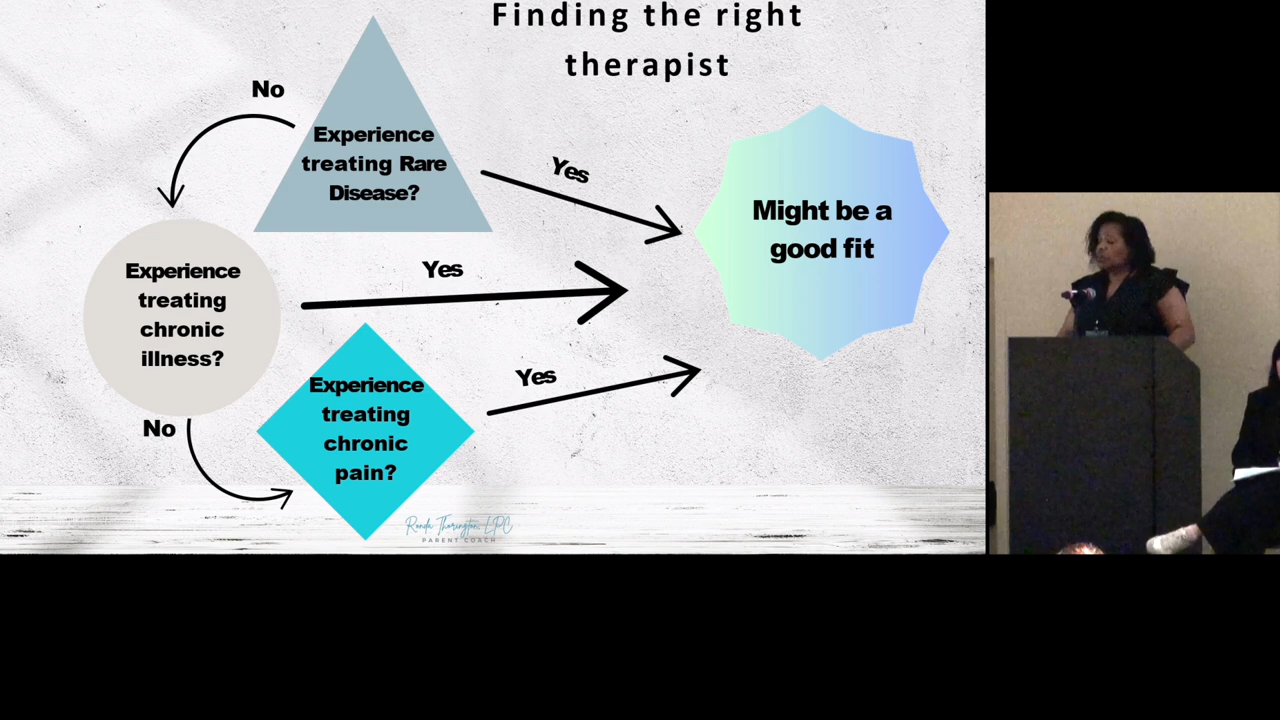 Finding the right
therapist
No
Experience
treating Rare
Disease?
Yes
Might be a
good fit
Experience
treating
chronic
illness?
Yes
No
Experience
treating
chronic
pain?
Yes
Ronda Thorington, LPC
PARENT COACH